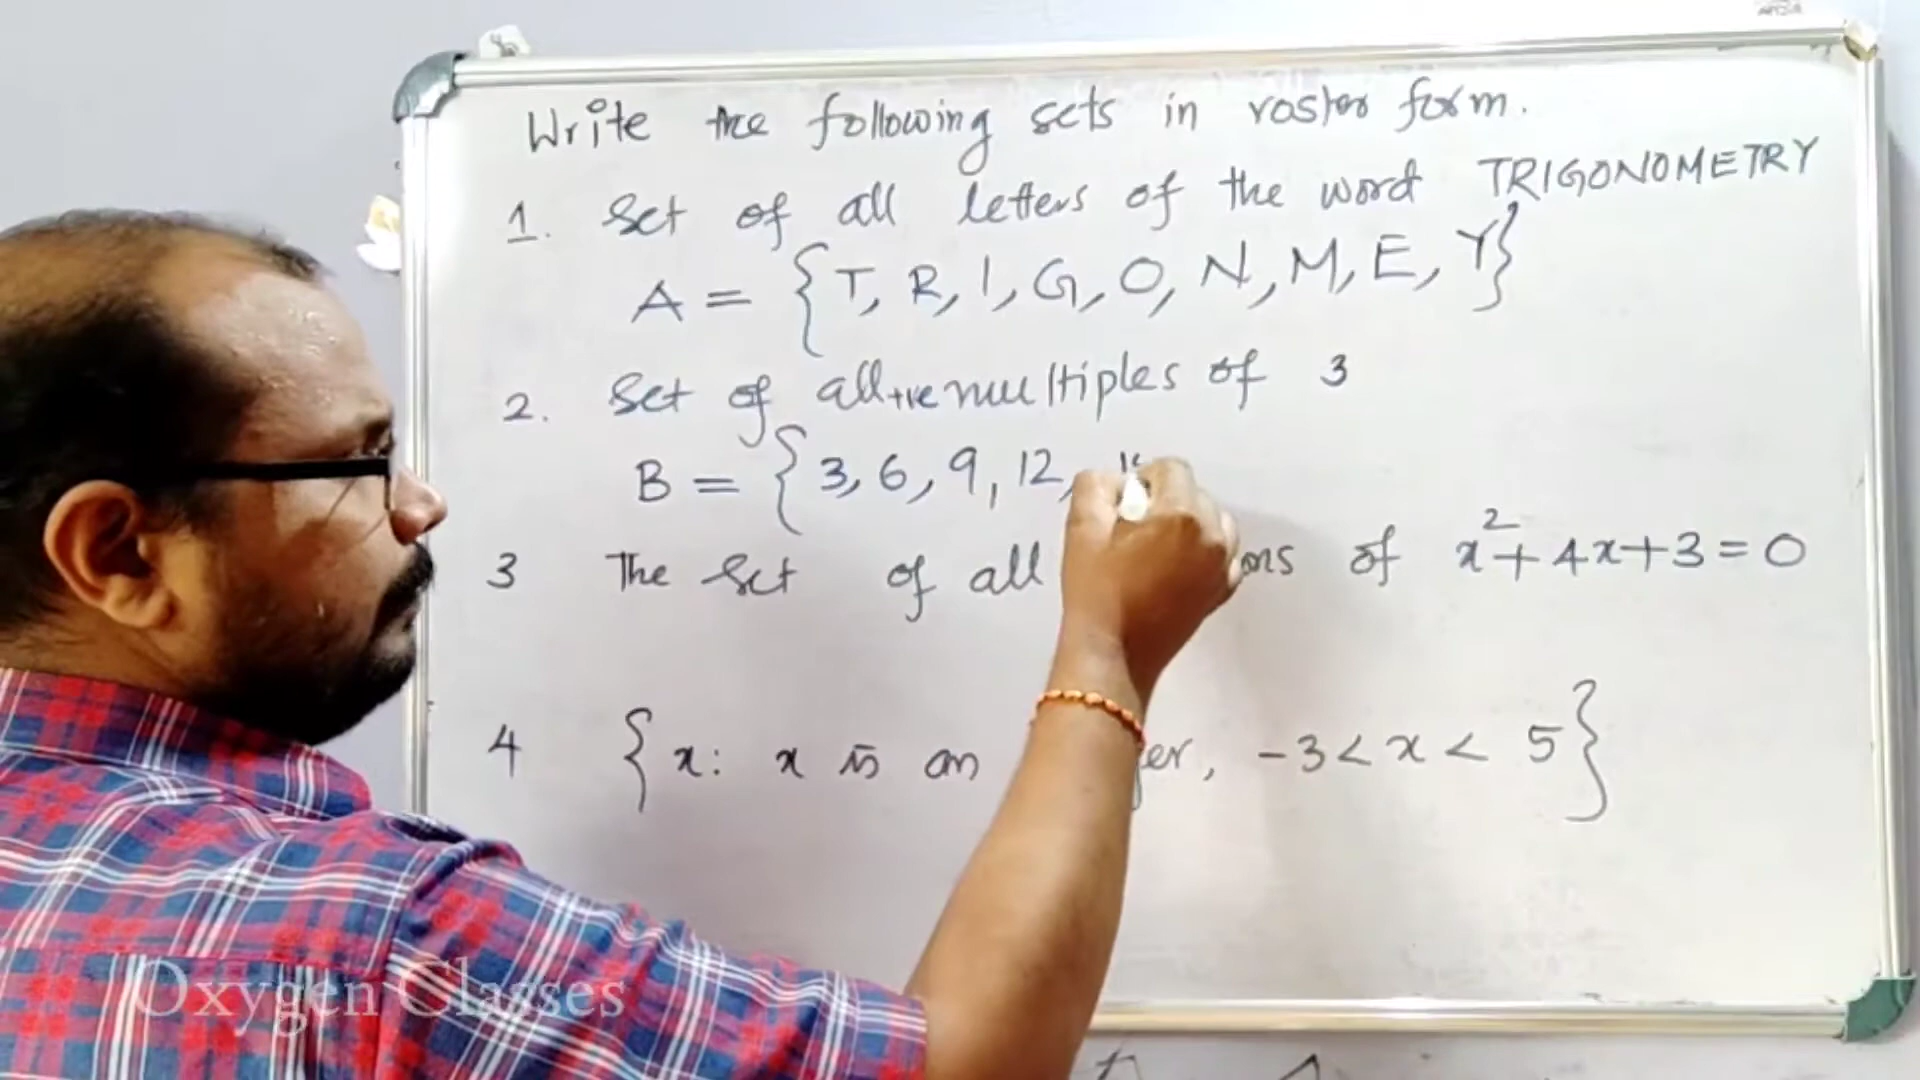 Write the following sets in roster form.
1. Set of all letters of the word TRIGONOMETRY
A = {T, R, I, G, O, N, M, E, Y}
2. Set of all +ve multiples of 3
B = {3, 6, 9, 12,
3 The set of all of x² + 4x + 3 = 0
4 {x: x is an , -3 < x < 5}
Oxygen Classes